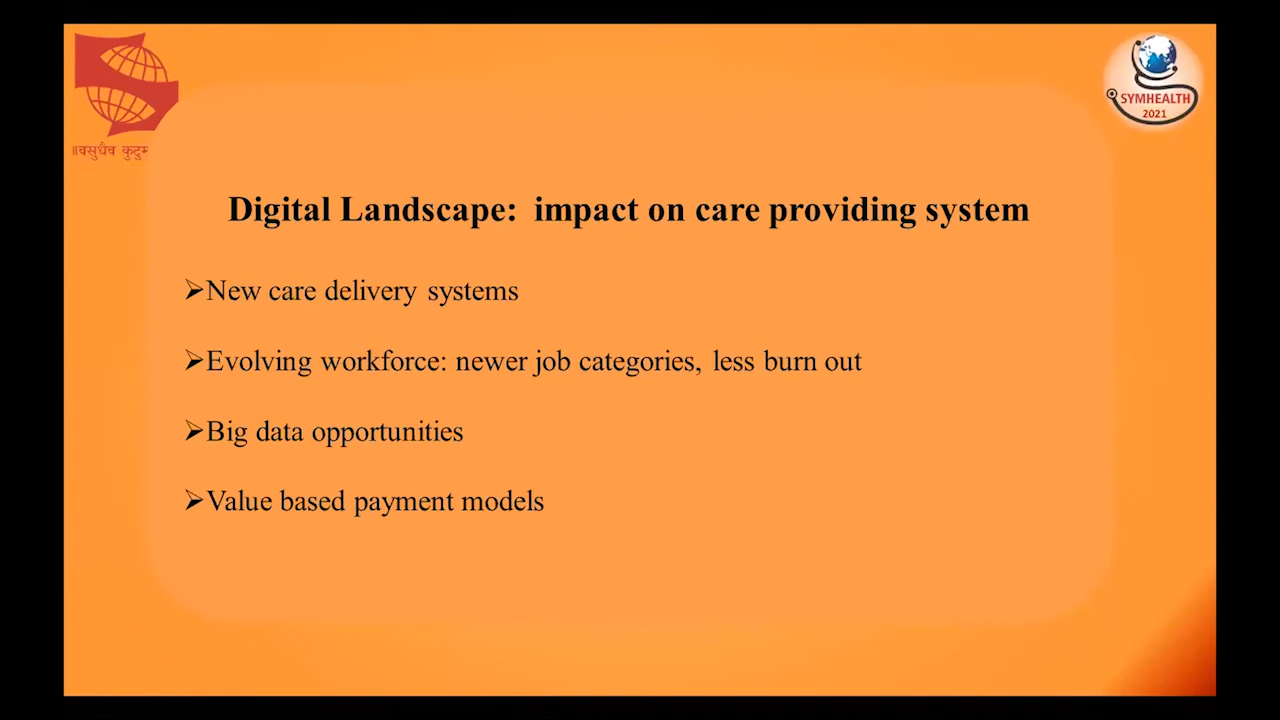 ॥वसुधैव
SYMHEALTH
2021
Digital Landscape: impact on care providing system
➢New care delivery systems
➢Evolving workforce: newer job categories, less burn out
➢Big data opportunities
➢Value based payment models